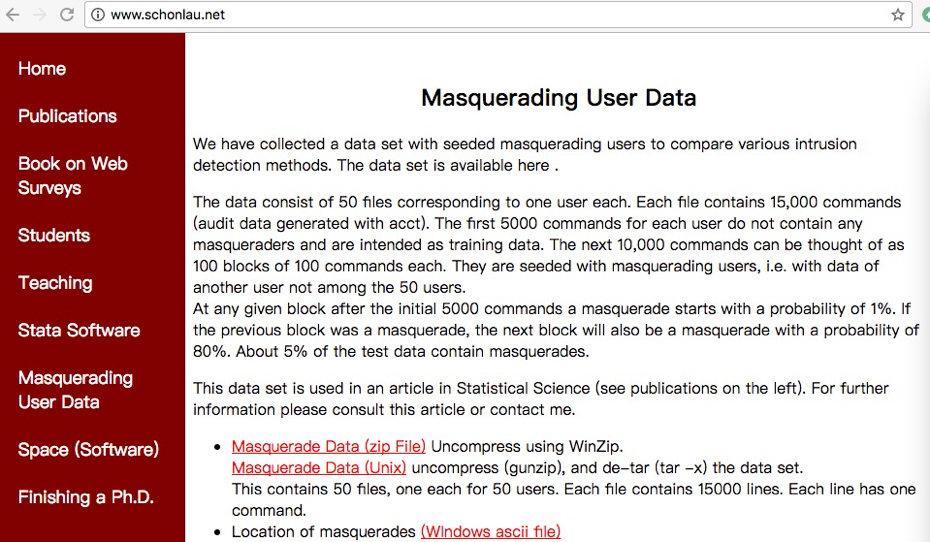 www.schonlau.net
Home
Publications
Book on Web
Surveys
Students
Teaching
Stata Software
Masquerading
User Data
Space (Software)
Finishing a Ph.D.
Masquerading User Data
We have collected a data set with seeded masquerading users to compare various intrusion
detection methods. The data set is available here .
The data consist of 50 files corresponding to one user each. Each file contains 15,000 commands
(audit data generated with acct). The first 5000 commands for each user do not contain any
masqueraders and are intended as training data. The next 10,000 commands can be thought of as
100 blocks of 100 commands each. They are seeded with masquerading users, i.e. with data of
another user not among the 50 users.
At any given block after the initial 5000 commands a masquerade starts with a probability of 1%. If
the previous block was a masquerade, the next block will also be a masquerade with a probability of
80%. About 5% of the test data contain masquerades.
This data set is used in an article in Statistical Science (see publications on the left). For further
information please consult this article or contact me.
• Masquerade Data (zip File) Uncompress using WinZip.
Masquerade Data (Unix) uncompress (gunzip), and de-tar (tar -x) the data set.
This contains 50 files, one each for 50 users. Each file contains 15000 lines. Each line has one
command.
• Location of masquerades (WIndows ascii file)